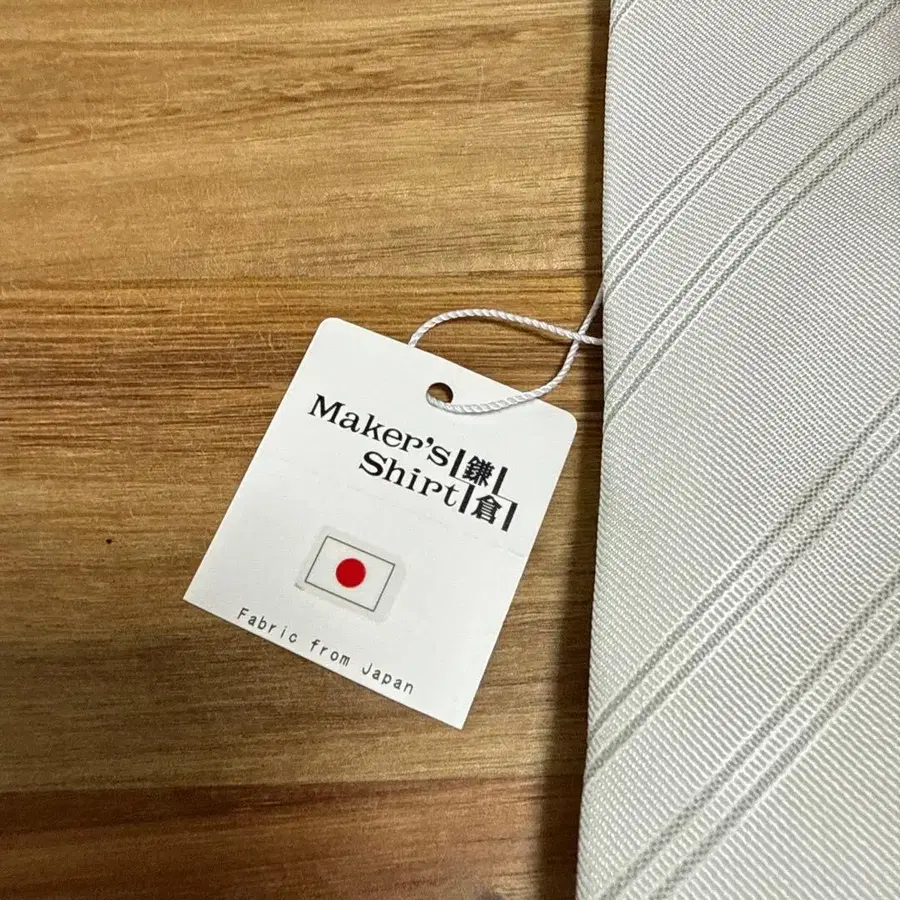 Maker's 鎌
Shirt 倉
Fabric from Japan